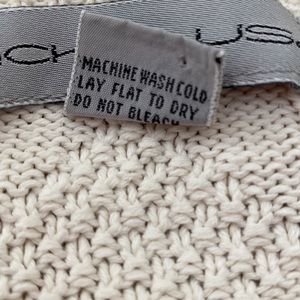 MACHINE WASH COLD
LAY FLAT TO DRY
DO NOT BLEACH